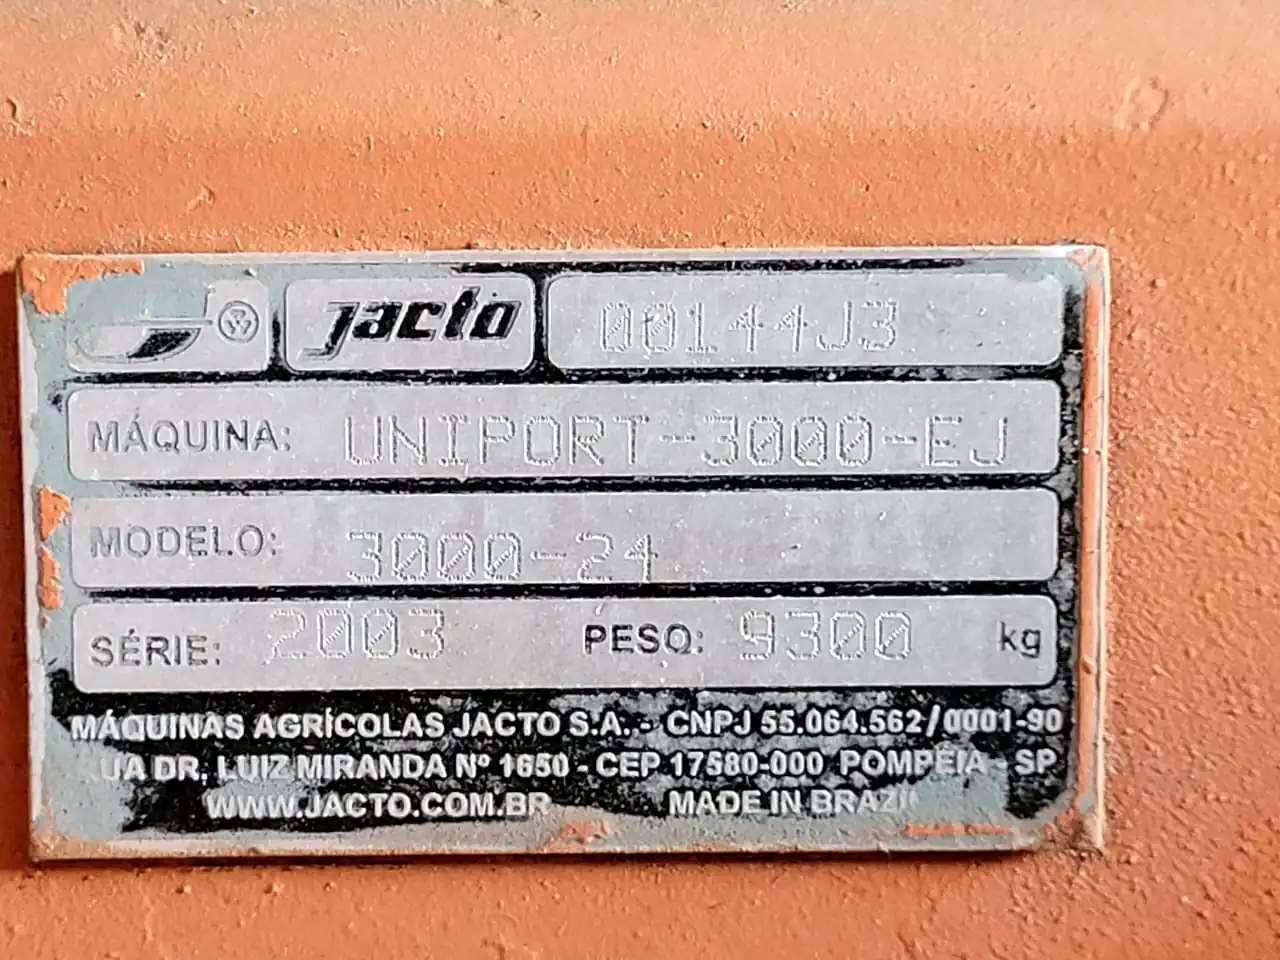 jacto 00144J3
MÁQUINA: UNIPORT-3000-EJ
MODELO: 3000-24
SÉRIE: 2003 PESO: 9300 kg
MÁQUINAS AGRÍCOLAS JACTO S.A. - CNPJ 55.064.562/0001-90
UA DR. LUIZ MIRANDA Nº 1650 - CEP 17580-000 POMPÉIA - SP
WWW.JACTO.COM.BR MADE IN BRAZI